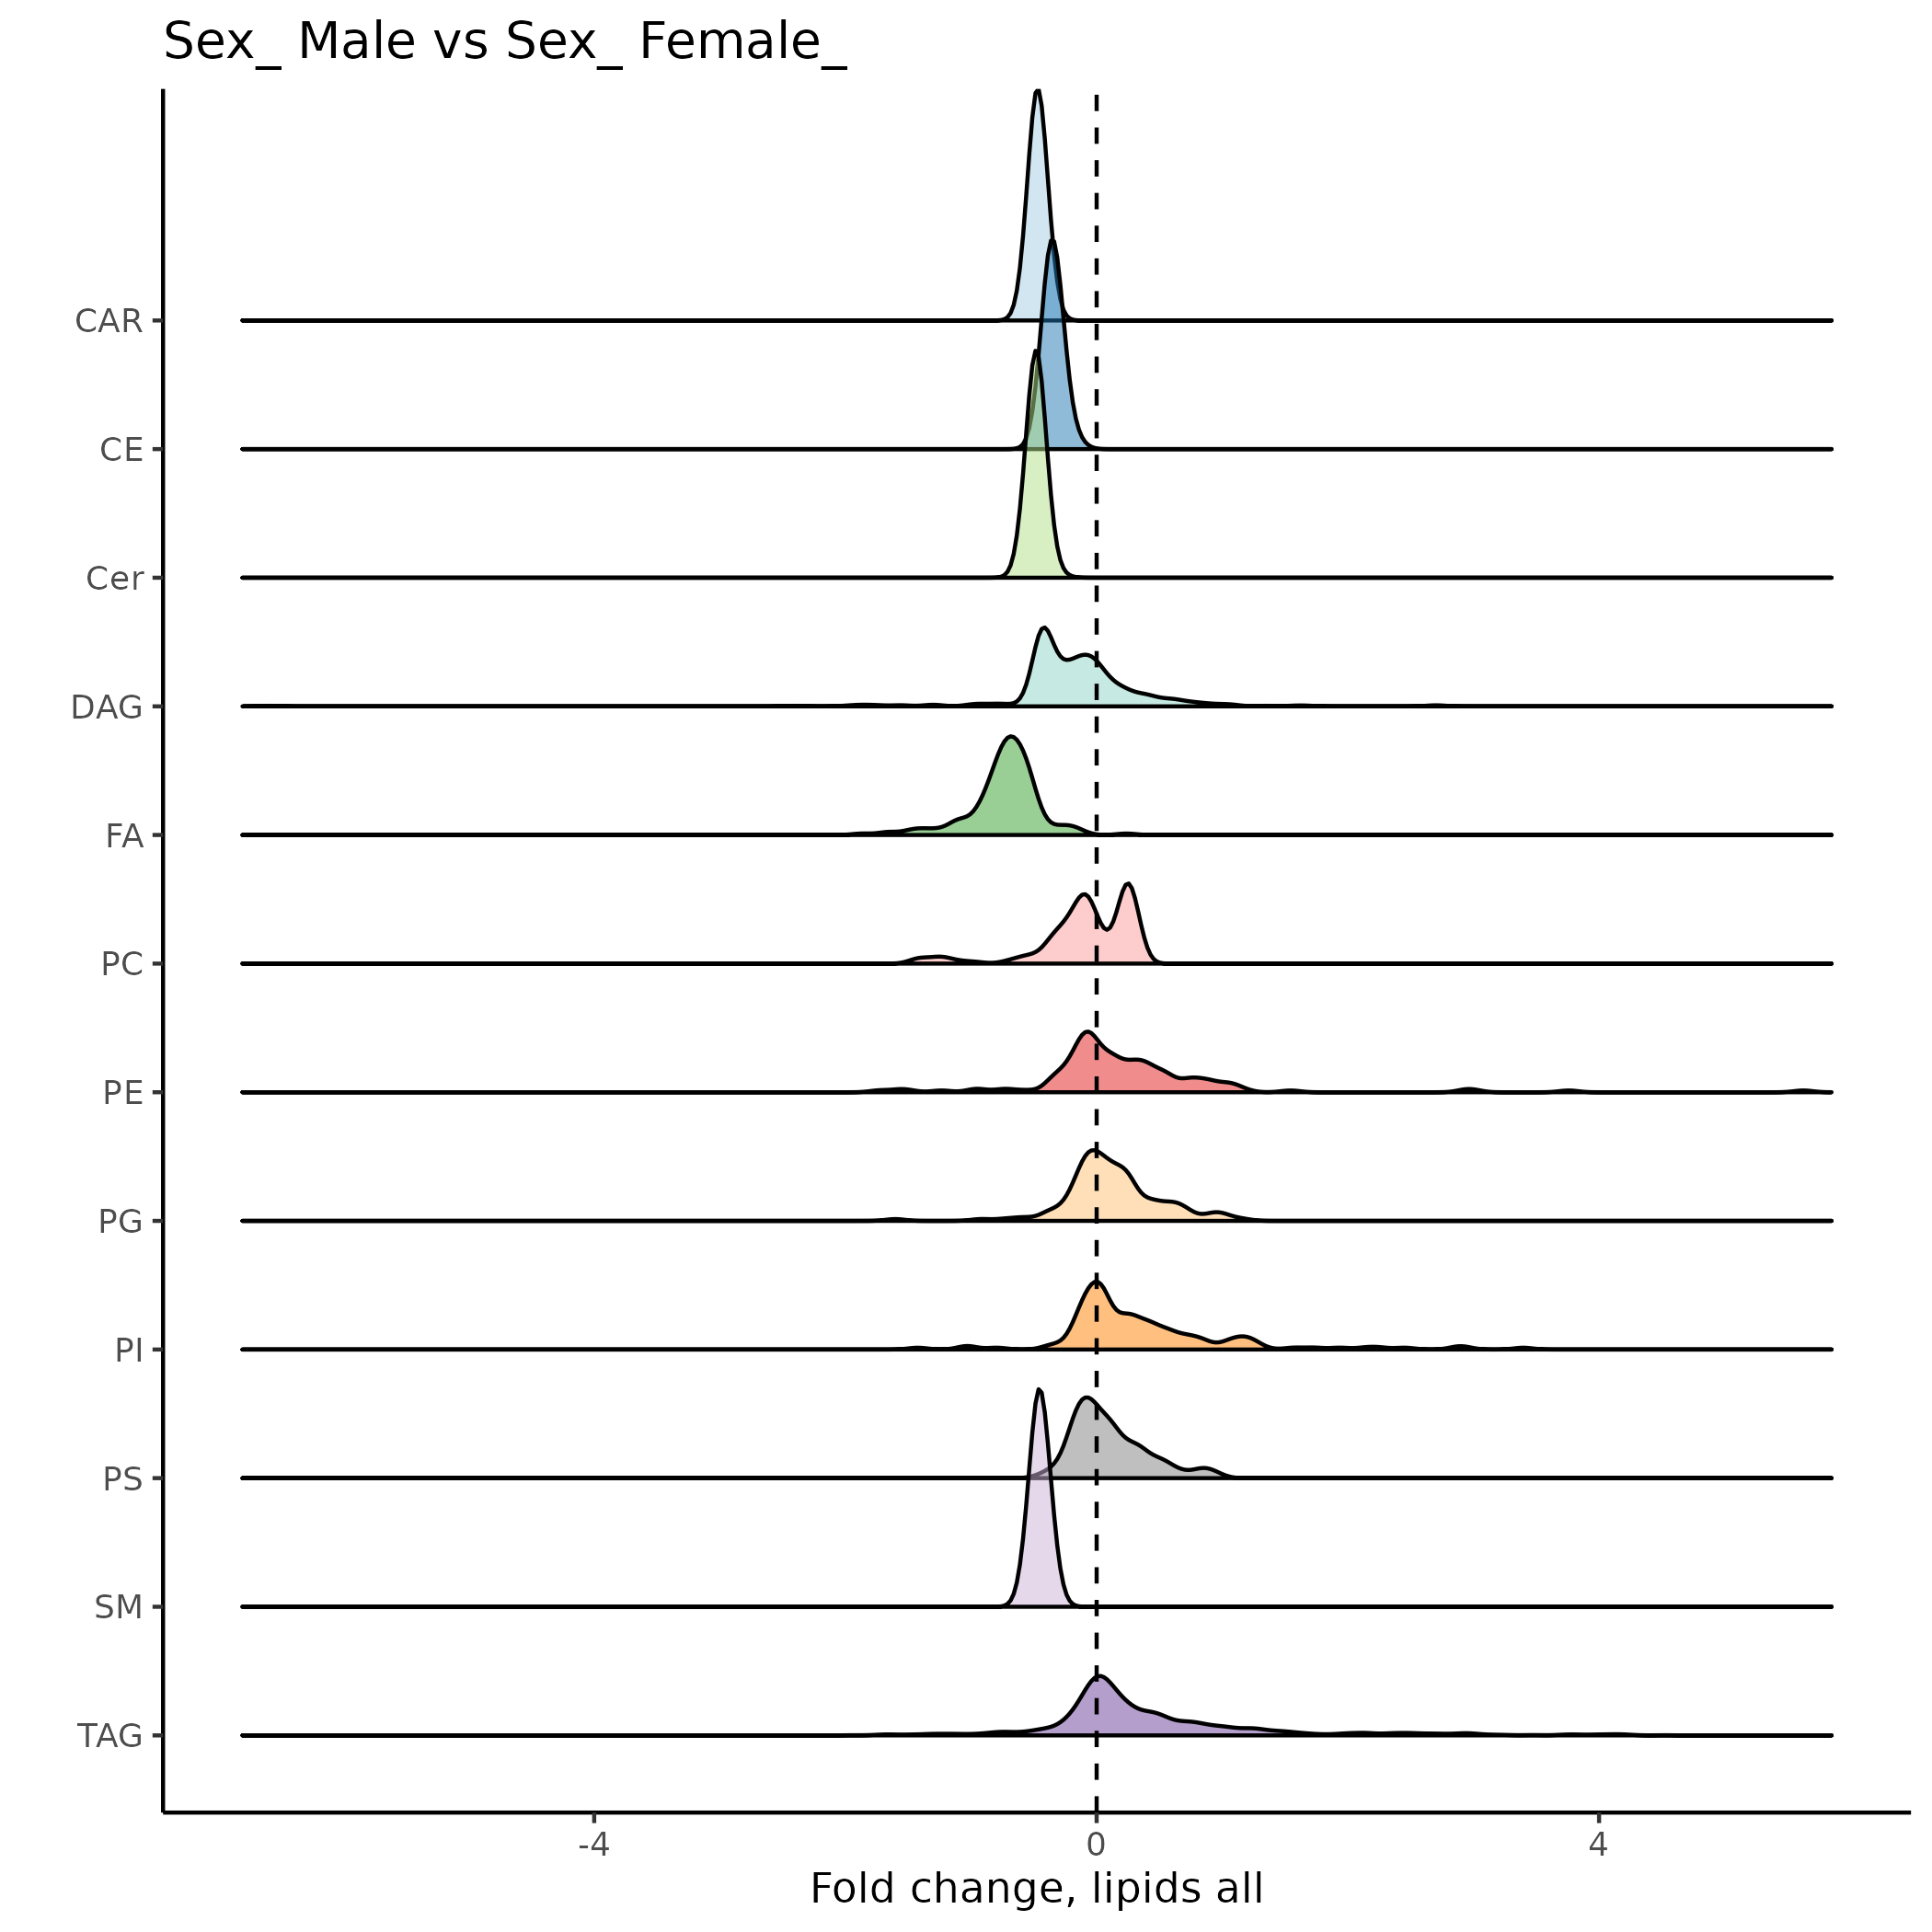 Sex_ Male vs Sex_ Female_
CAR
CE
Cer
DAG
FA
PC
PE
PG
PI
PS
SM
TAG
-4 0 4
Fold change, lipids all